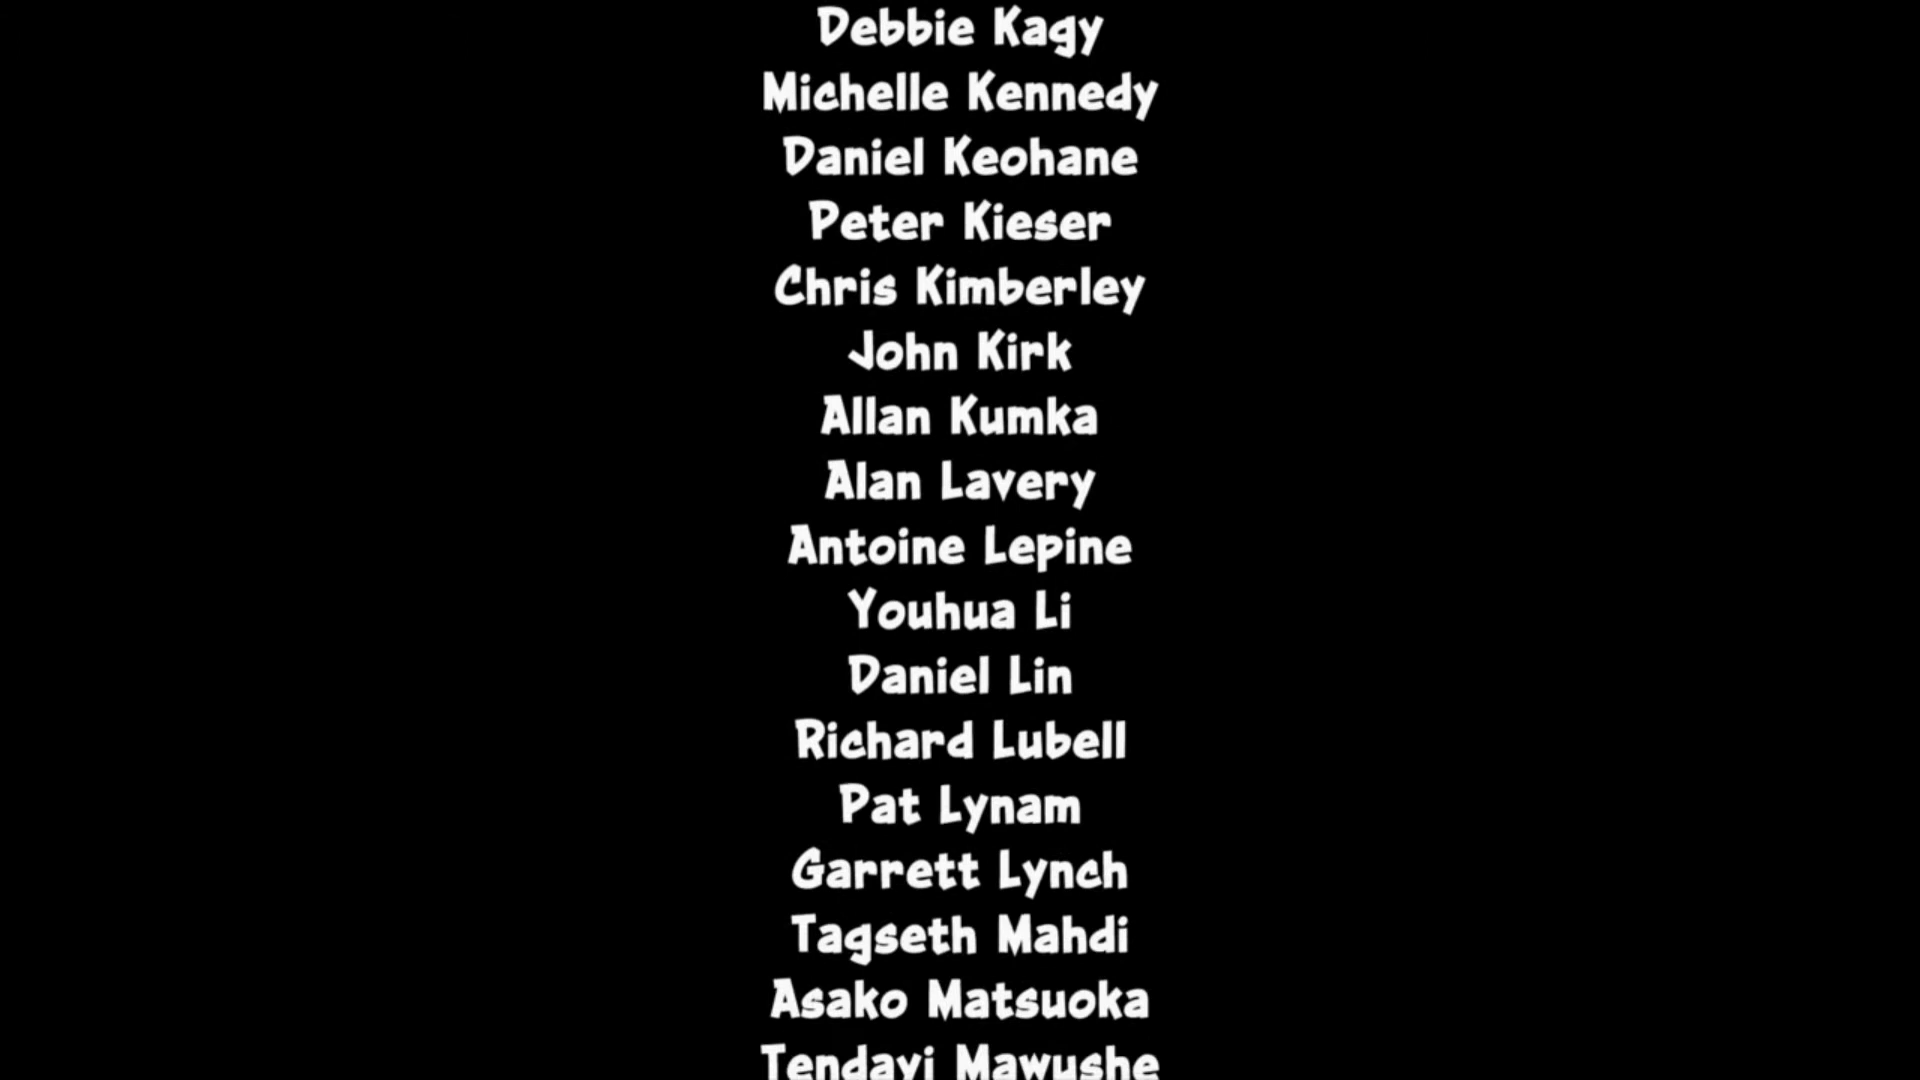 Debbie Kagy
Michelle Kennedy
Daniel Keohane
Peter Kieser
Chris Kimberley
John Kirk
Allan Kumka
Alan Lavery
Antoine Lepine
Youhua Li
Daniel Lin
Richard Lubell
Pat Lynam
Garrett Lynch
Tagseth Mahdi
Asako Matsuoka
Tendayi Mawushe